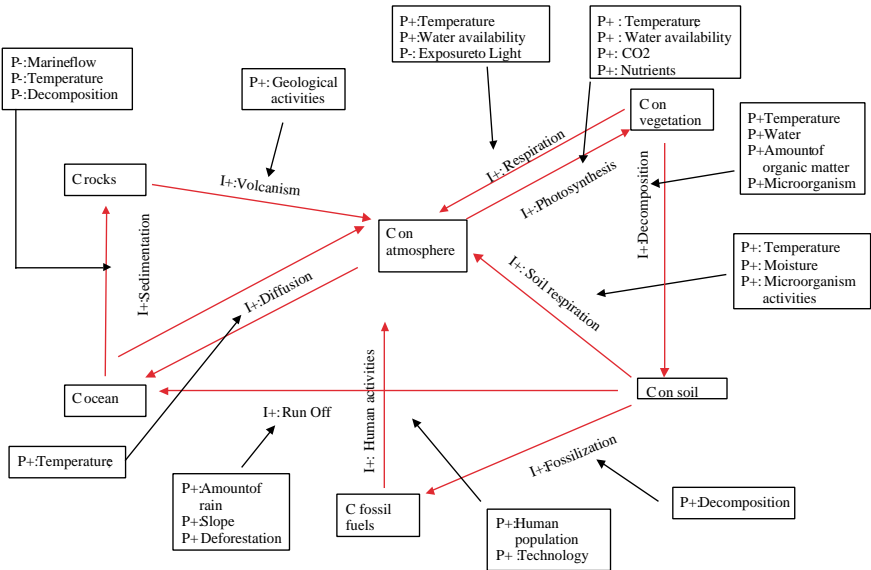 P-:Marineflow
P-:Temperature
P-:Decomposition
P+: Geological
activities
P+:Temperature
P+:Water availability
P-: Exposureto Light
P+ : Temperature
P+ : Water availability
P+: CO2
P+: Nutrients
C on
vegetation
P+Temperature
P+Water
P+Amountof
organic matter
P+Microorganism
C rocks
I+:Volcanism
I+:Respiration
I+:Photosynthesis
I+:Decomposition
C on
atmosphere
I+:Sedimentation
I+:Diffusion
I+: Soil respiration
P+: Temperature
P+: Moisture
P+: Microorganism
activities
C ocean
I+: Run Off
I+: Human activities
C on soil
I+:Fossilization
P+:Temperature
P+:Amountof
rain
P+:Slope
P+ Deforestation
C fossil
fuels
P+:Human
population
P+ :Technology
P+:Decomposition